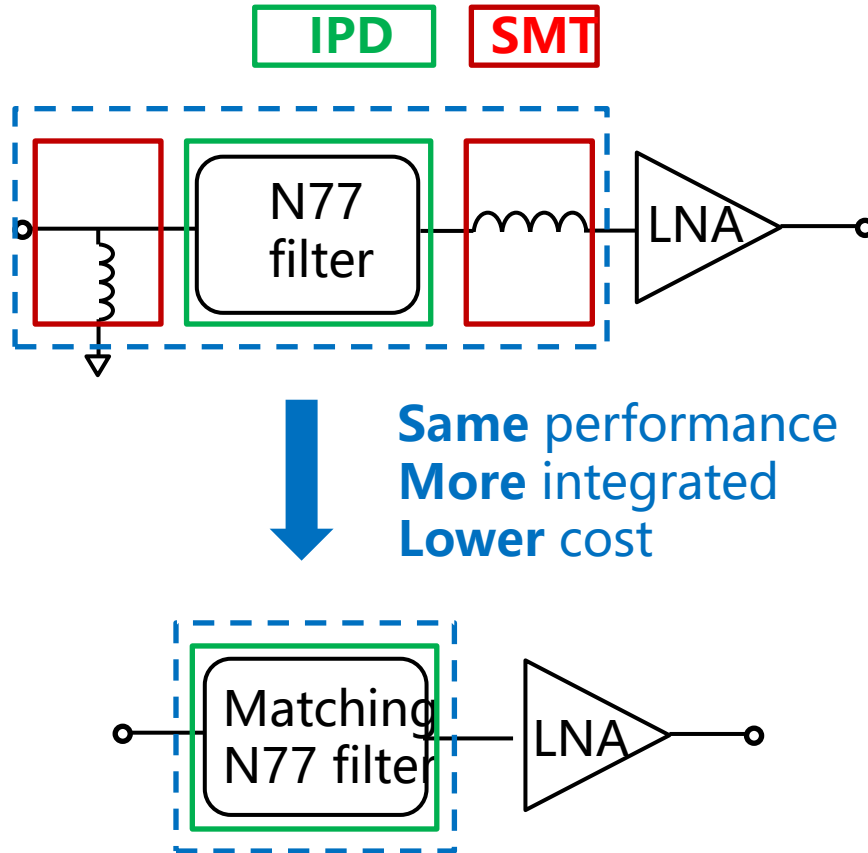 IPD
SMT
N77
filter
LNA
Same performance
More integrated
Lower cost
Matching
N77 filter
LNA